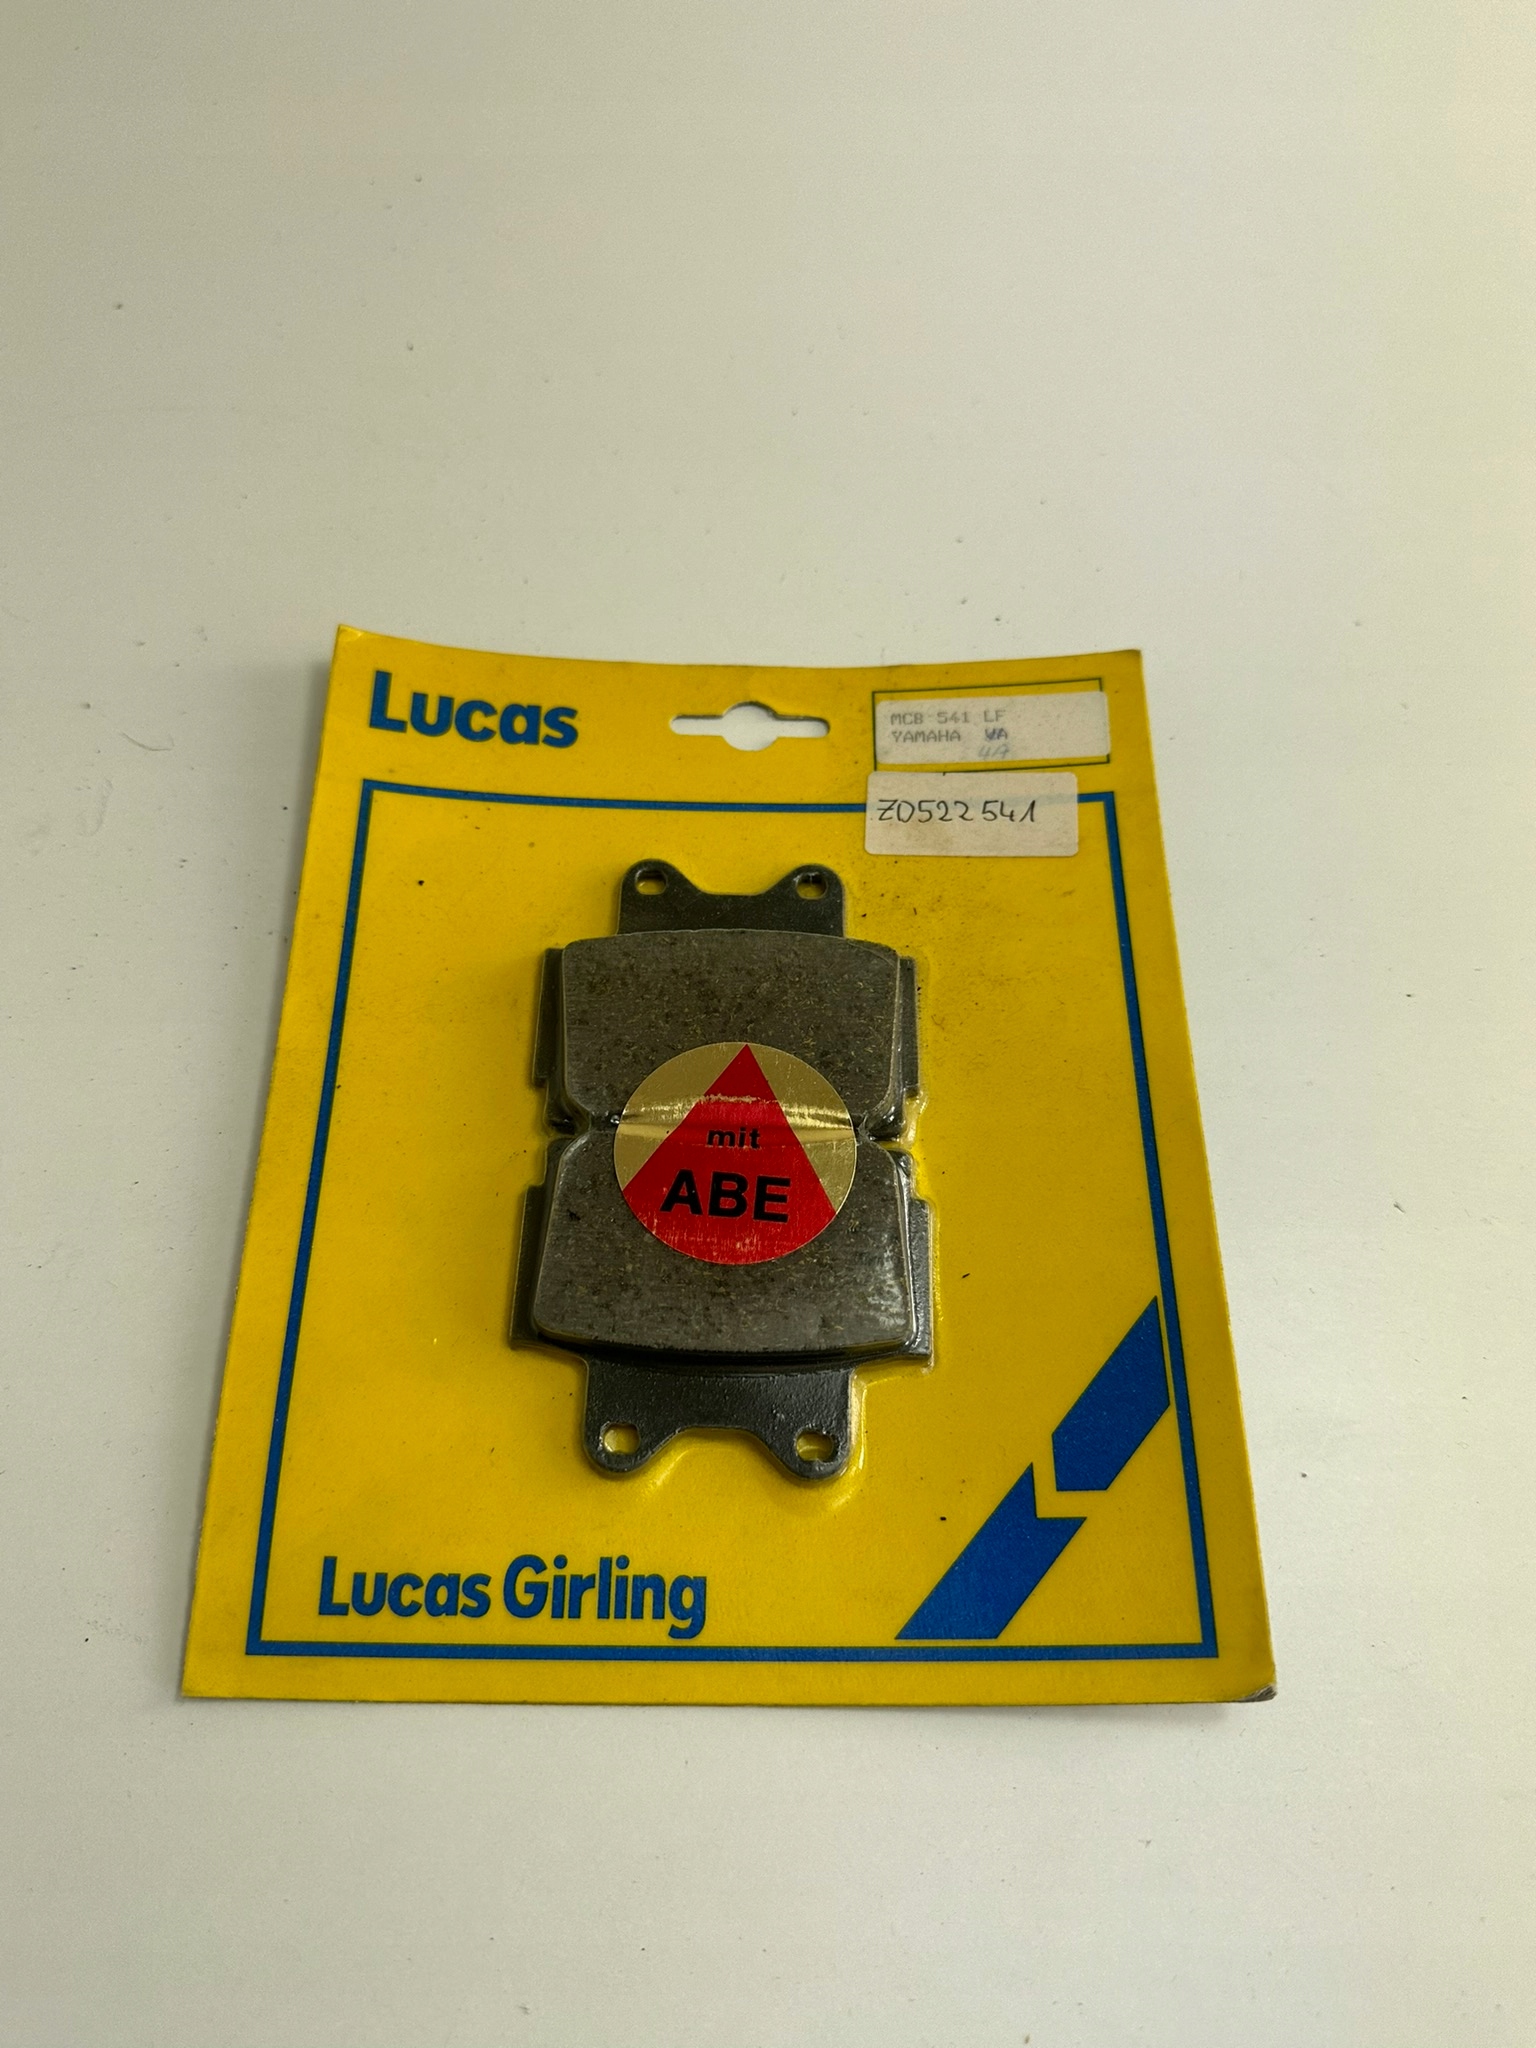 Lucas
MCB 541 LF
YAMAHA VA
Z0522541
mit
ABE
Lucas Girling